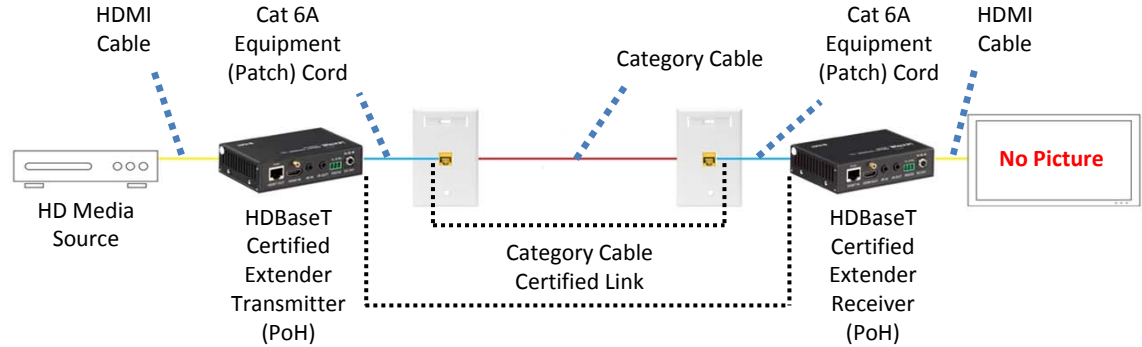 HDMI
Cable
Cat 6A
Equipment
(Patch) Cord
Category Cable
Cat 6A
Equipment
(Patch) Cord
HDMI
Cable
No Picture
HD Media
Source
HDBaseT
Certified
Extender
Transmitter
(PoH)
Category Cable
Certified Link
HDBaseT
Certified
Extender
Receiver
(PoH)